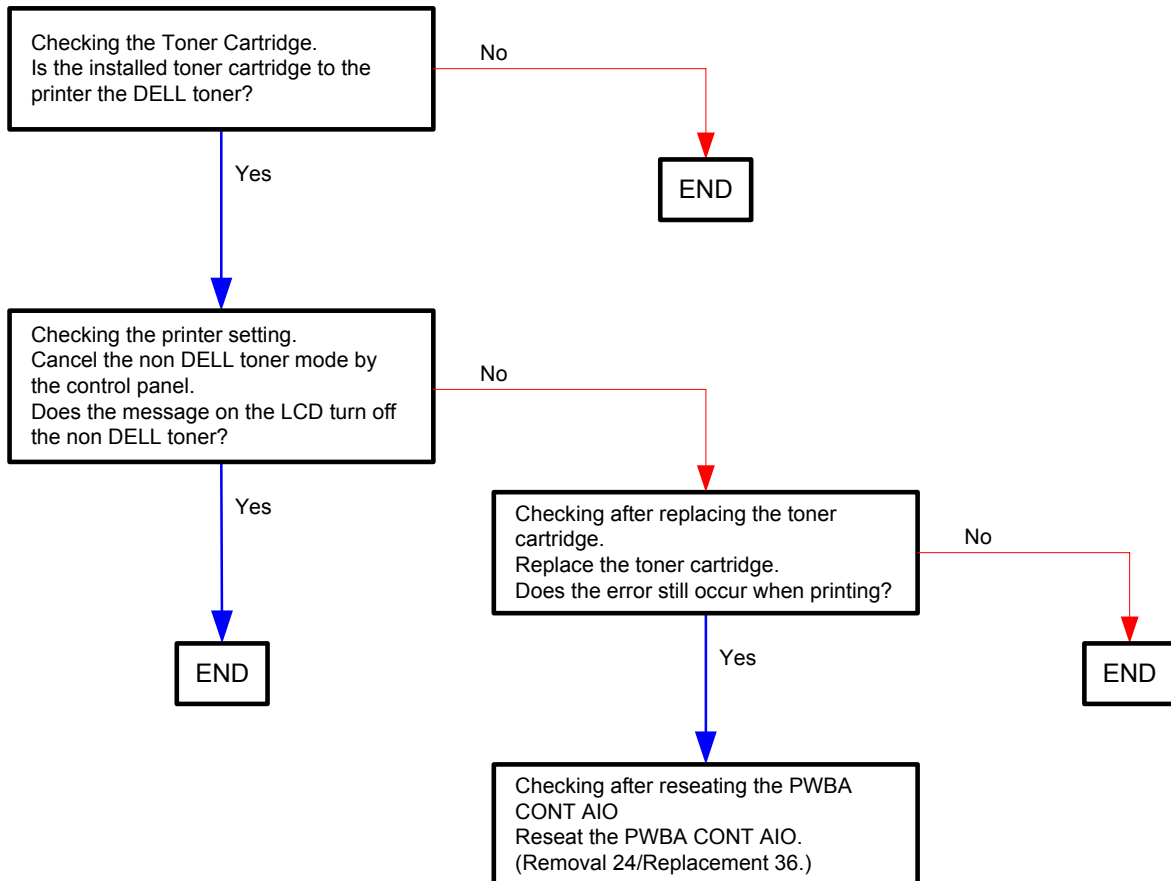 Checking the Toner Cartridge.
Is the installed toner cartridge to the
printer the DELL toner?
No
END
Yes
Checking the printer setting.
Cancel the non DELL toner mode by
the control panel.
Does the message on the LCD turn off
the non DELL toner?
No
Yes
END
Checking after replacing the toner
cartridge.
Replace the toner cartridge.
Does the error still occur when printing?
No
END
Yes
Checking after reseating the PWBA
CONT AIO
Reseat the PWBA CONT AIO.
(Removal 24/Replacement 36.)